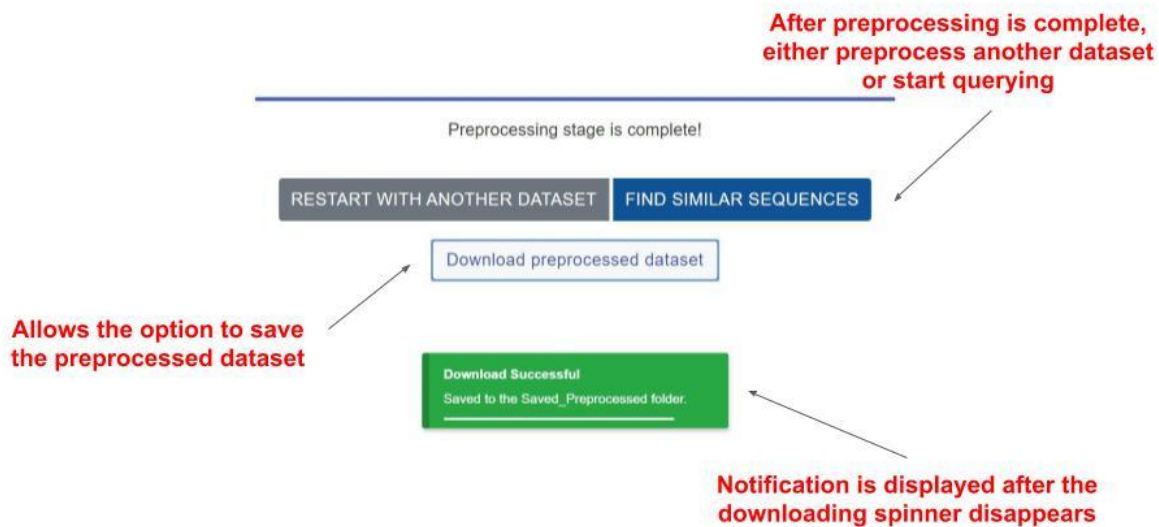 After preprocessing is complete,
either preprocess another dataset
or start querying
Preprocessing stage is complete!
RESTART WITH ANOTHER DATASET
FIND SIMILAR SEQUENCES
Download preprocessed dataset
Allows the option to save
the preprocessed dataset
Download Successful
Saved to the Saved_Preprocessed folder.
Notification is displayed after the
downloading spinner disappears